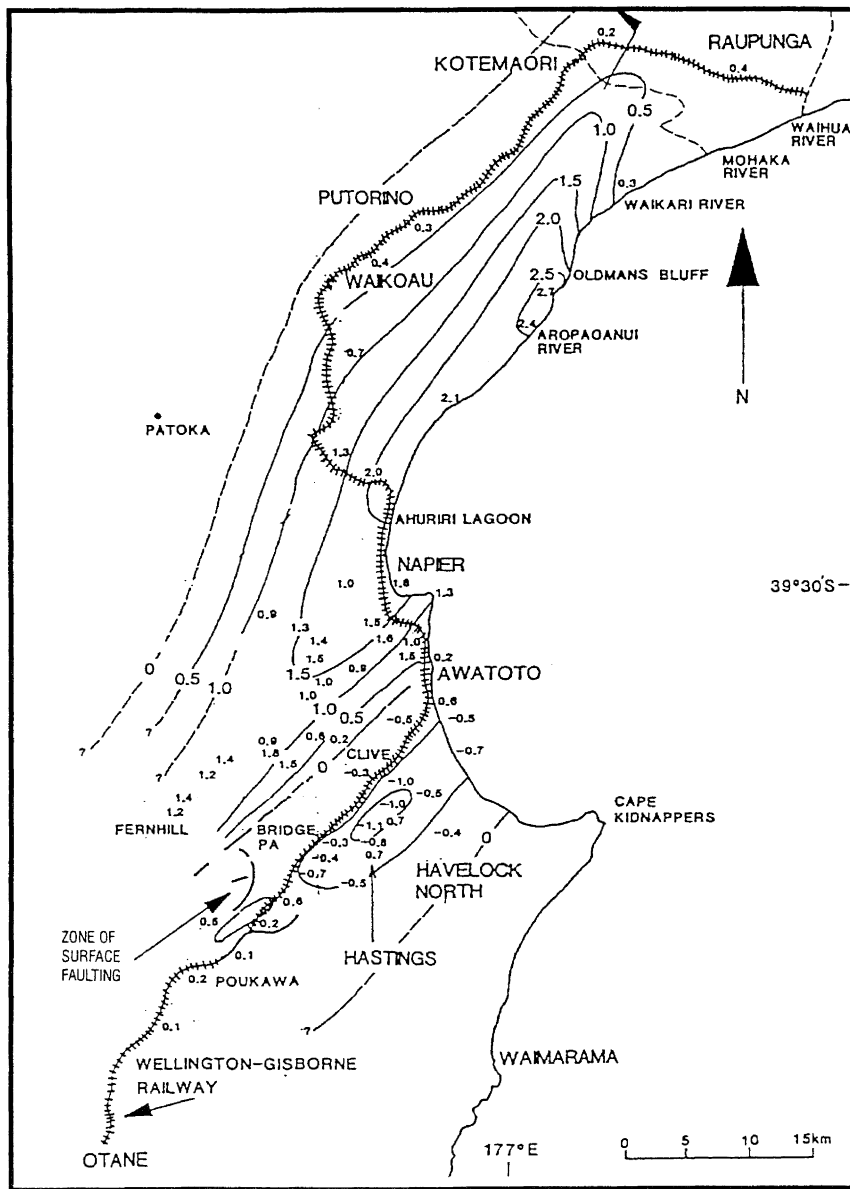 0.2
RAUPUNGA
KOTEMAORI
0.4
0.5
1.0
WAIHUA
RIVER
MOHAKA
RIVER
1.5
0.3
PUTORINO
WAIKARI RIVER
0.3
2.0
0.4
WAIKOAU
2.5
OLDMANS BLUFF
2.7
2.4
AROPAOANUI
RIVER
0.7
N
2.1
PATOKA
1.3
2.0
AHURIRI LAGOON
NAPIER
39°30'S
1.0
1.8
1.3
0.9
1.3
1.5
1.4
1.6
1.0
1.5
1.5
0.2
0.9
AWATOTO
0
0.5
1.0
1.5
1.0
1.0
0.6
1.0
0.5
-0.5
-0.5
?
0.9
0.6
0.2
-0.7
1.8
CLIVE
1.4
1.5
0
-0.3
?
1.2
-1.0
-0.5
1.4
-1.0
1.2
-1.1
0.7
CAPE
KIDNAPPERS
FERNHILL
BRIDGE
PA
-0.3
-0.8
-0.4
0
-0.4
0.7
-0.7
-0.5
HAVELOCK
NORTH
0.6
0.5
0.2
ZONE OF
SURFACE
FAULTING
0.1
HASTINGS
0.2
POUKAWA
0.1
?
WAIMARAMA
WELLINGTON-GISBORNE
RAILWAY
OTANE
177°E
0 5 10 15km